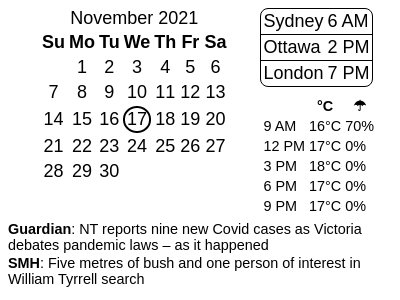 November 2021
Su Mo Tu We Th Fr Sa
1 2 3 4 5 6
7 8 9 10 11 12 13
14 15 16 17 18 19 20
21 22 23 24 25 26 27
28 29 30
Sydney 6 AM
Ottawa 2 PM
London 7 PM
°C ☂
9 AM 16°C 70%
12 PM 17°C 0%
3 PM 18°C 0%
6 PM 17°C 0%
9 PM 17°C 0%
Guardian: NT reports nine new Covid cases as Victoria
debates pandemic laws – as it happened
SMH: Five metres of bush and one person of interest in
William Tyrrell search